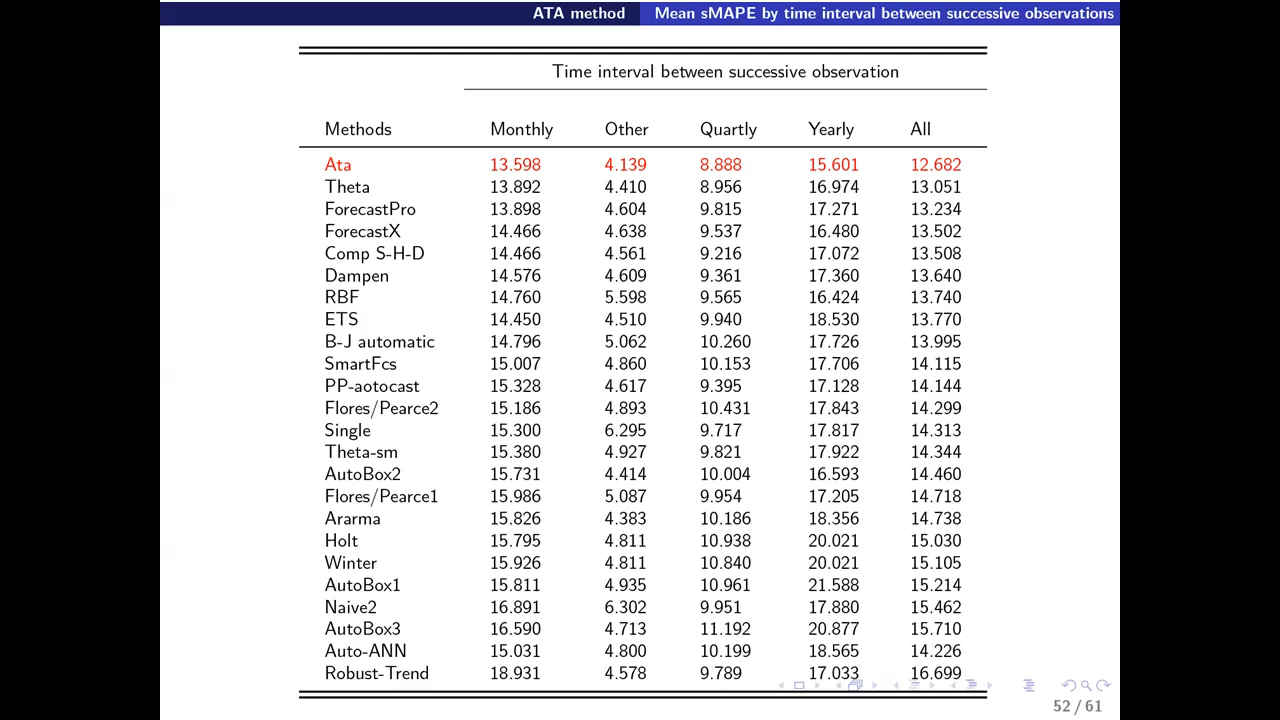 ATA method Mean sMAPE by time interval between successive observations
Time interval between successive observation
Methods Monthly Other Quartly Yearly All
Ata 13.598 4.139 8.888 15.601 12.682
Theta 13.892 4.410 8.956 16.974 13.051
ForecastPro 13.898 4.604 9.815 17.271 13.234
ForecastX 14.466 4.638 9.537 16.480 13.502
Comp S-H-D 14.466 4.561 9.216 17.072 13.508
Dampen 14.576 4.609 9.361 17.360 13.640
RBF 14.760 5.598 9.565 16.424 13.740
ETS 14.450 4.510 9.940 18.530 13.770
B-J automatic 14.796 5.062 10.260 17.726 13.995
SmartFcs 15.007 4.860 10.153 17.706 14.115
PP-aotocast 15.328 4.617 9.395 17.128 14.144
Flores/Pearce2 15.186 4.893 10.431 17.843 14.299
Single 15.300 6.295 9.717 17.817 14.313
Theta-sm 15.380 4.927 9.821 17.922 14.344
AutoBox2 15.731 4.414 10.004 16.593 14.460
Flores/Pearce1 15.986 5.087 9.954 17.205 14.718
Ararma 15.826 4.383 10.186 18.356 14.738
Holt 15.795 4.811 10.938 20.021 15.030
Winter 15.926 4.811 10.840 20.021 15.105
AutoBox1 15.811 4.935 10.961 21.588 15.214
Naive2 16.891 6.302 9.951 17.880 15.462
AutoBox3 16.590 4.713 11.192 20.877 15.710
Auto-ANN 15.031 4.800 10.199 18.565 14.226
Robust-Trend 18.931 4.578 9.789 17.033 16.699
52 / 61